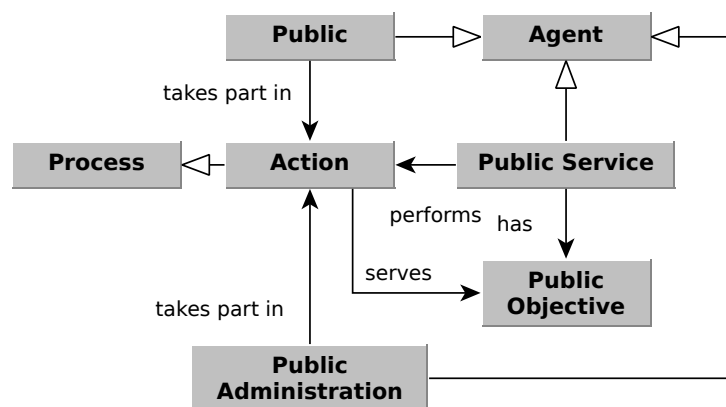 Public
Agent
takes part in
Process
Action
Public Service
performs
has
serves
Public
Objective
takes part in
Public
Administration